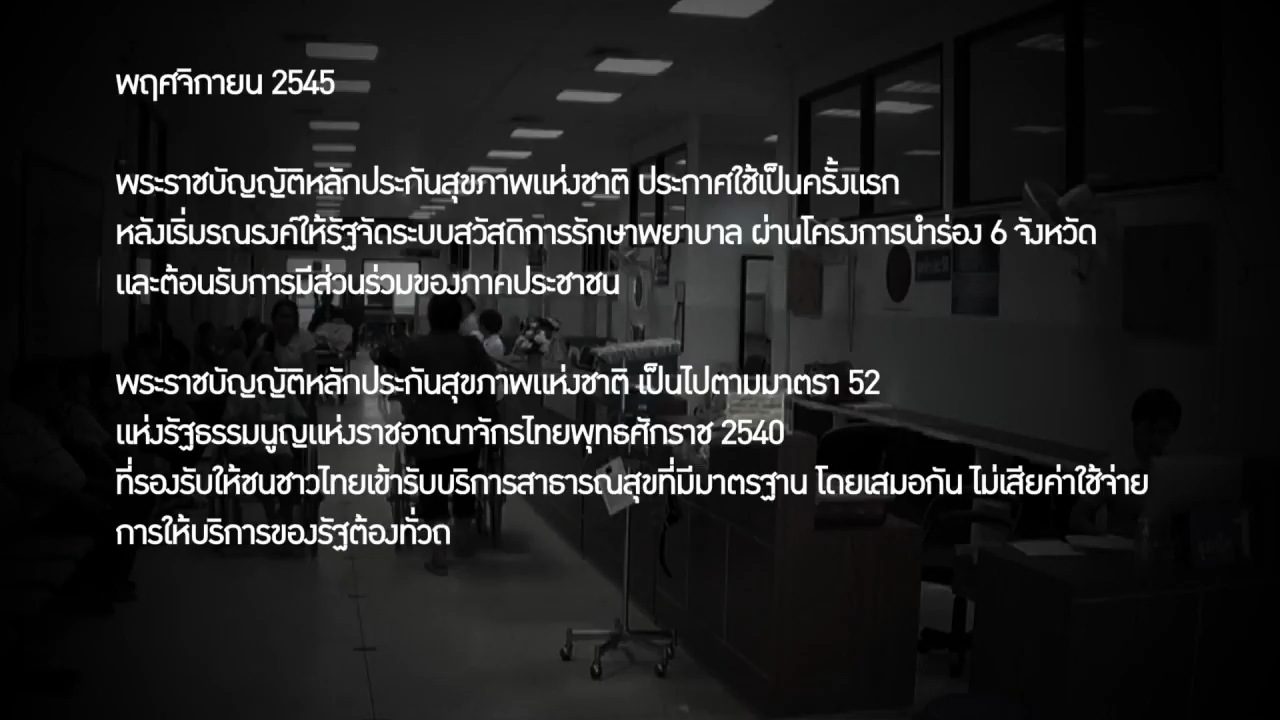 พฤศจิกายน 2545
พระราชบัญญัติหลักประกันสุขภาพแห่งชาติ ประกาศใช้เป็นครั้งแรก
หลังเริ่มรณรงค์ให้รัฐจัดระบบสวัสดิการรักษาพยาบาล ผ่านโครงการนำร่อง 6 จังหวัด
และต้อนรับการมีส่วนร่วมของภาคประชาชน
พระราชบัญญัติหลักประกันสุขภาพแห่งชาติ เป็นไปตามมาตรา 52
แห่งรัฐธรรมนูญแห่งราชอาณาจักรไทยพุทธศักราช 2540
ที่รองรับให้ชนชาวไทยเข้ารับบริการสาธารณสุขที่มีมาตรฐาน โดยเสมอกัน ไม่เสียค่าใช้จ่าย
การให้บริการของรัฐต้องทั่วถ